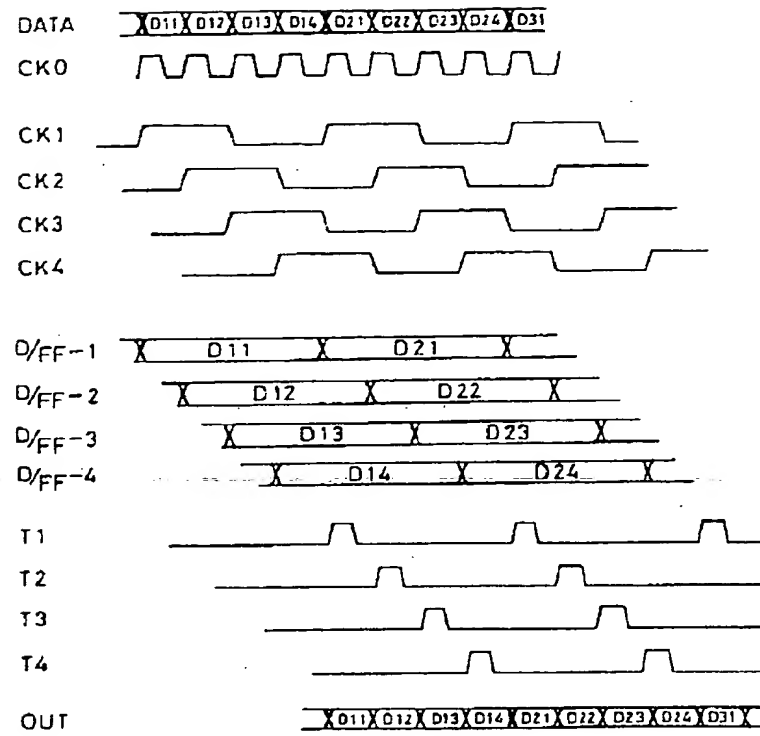 DATA D11 D12 D13 D14 D21 D22 D23 D24 D31
CK0
CK1
CK2
CK3
CK4
D/FF-1 D11 D21
D/FF-2 D12 D22
D/FF-3 D13 D23
D/FF-4 D14 D24
T1
T2
T3
T4
OUT D11 D12 D13 D14 D21 D22 D23 D24 D31